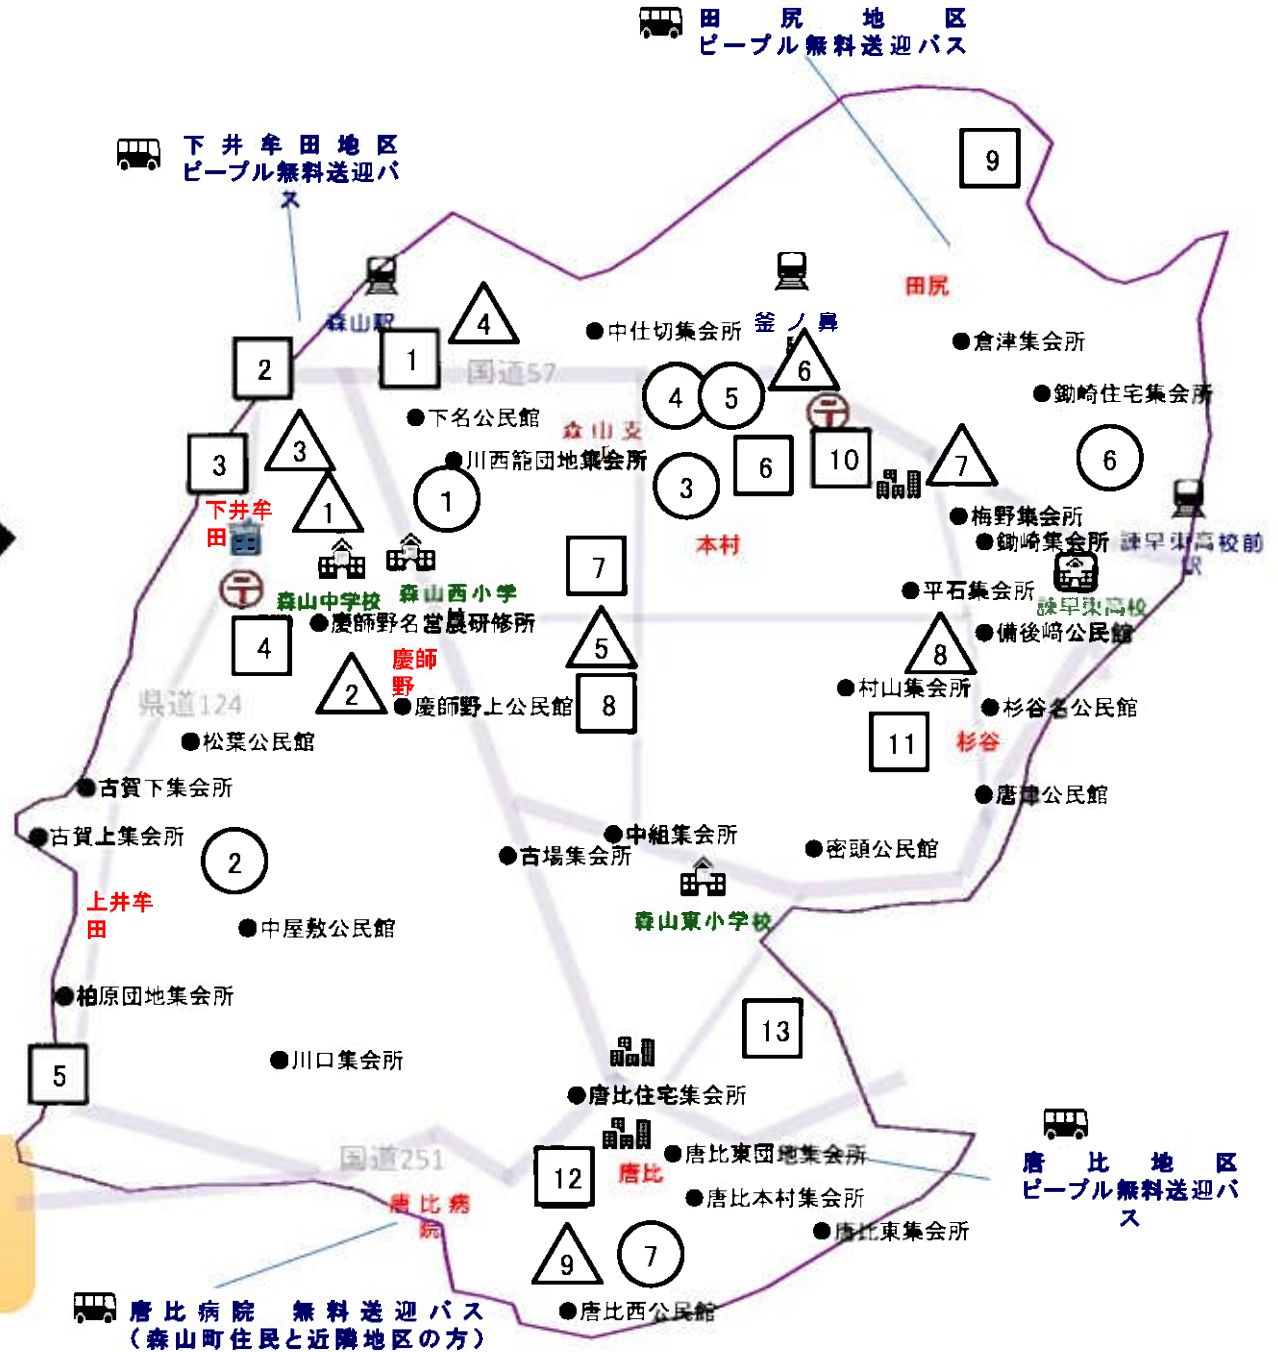 田尻地区
ピープル無料送迎バス
下井牟田地区
ピープル無料送迎バ
ス
9
田尻
森山駅
4
中仕切集会所
釜ノ鼻
倉津集会所
2
1
国道57
6
4
5
鋤崎住宅集会所
下名公民館
森山支
3
川西籠団地集会所
3
6
10
7
6
1
1
3
下井牟
田
本村
7
梅野集会所
鋤崎集会所
諫早東高校前
駅
森山中学校
森山西小学
平石集会所
諫早東高校
慶師野名営農研修所
備後崎公民館
4
慶師
野
5
8
2
県道124
慶師野上公民館
8
村山集会所
杉谷名公民館
松葉公民館
11
杉谷
古賀下集会所
唐津公民館
古賀上集会所
2
中組集会所
古場集会所
密頭公民館
上井牟
田
森山東小学校
中屋敷公民館
柏原団地集会所
13
5
川口集会所
唐比住宅集会所
国道251
唐比東団地集会所
12
唐比
唐比地区
ピープル無料送迎バ
ス
唐比病
院
唐比本村集会所
唐比東集会所
9
7
唐比病院 無料送迎バス
（森山町住民と近隣地区の方）
唐比西公民館